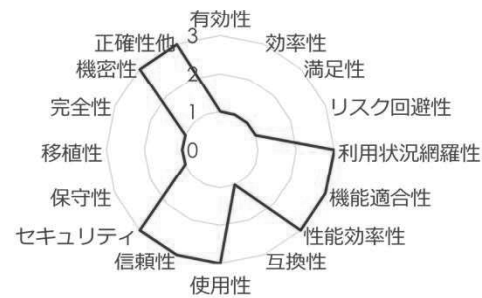 有効性
効率性
満足性
リスク回避性
利用状況網羅性
機能適合性
性能効率性
互換性
使用性
信頼性
セキュリティ
保守性
移植性
完全性
機密性
正確性他
3
2
1
0